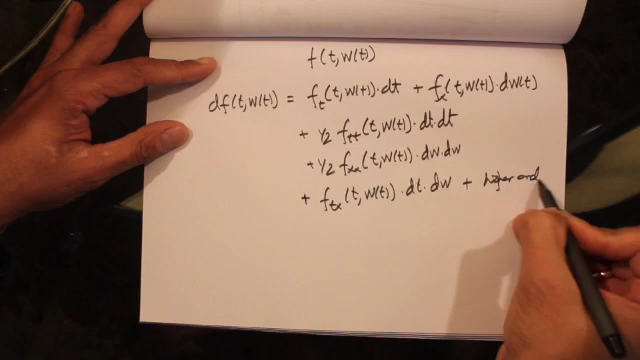 f(t, W(t))
df(t, W(t)) = f_t(t, W(t)) · dt + f_x(t, W(t)) · dW(t)
+ 1/2 f_tt(t, W(t)) · dt · dt
+ 1/2 f_xx(t, W(t)) · dW · dW
+ f_tx(t, W(t)) · dt · dW + higher ord